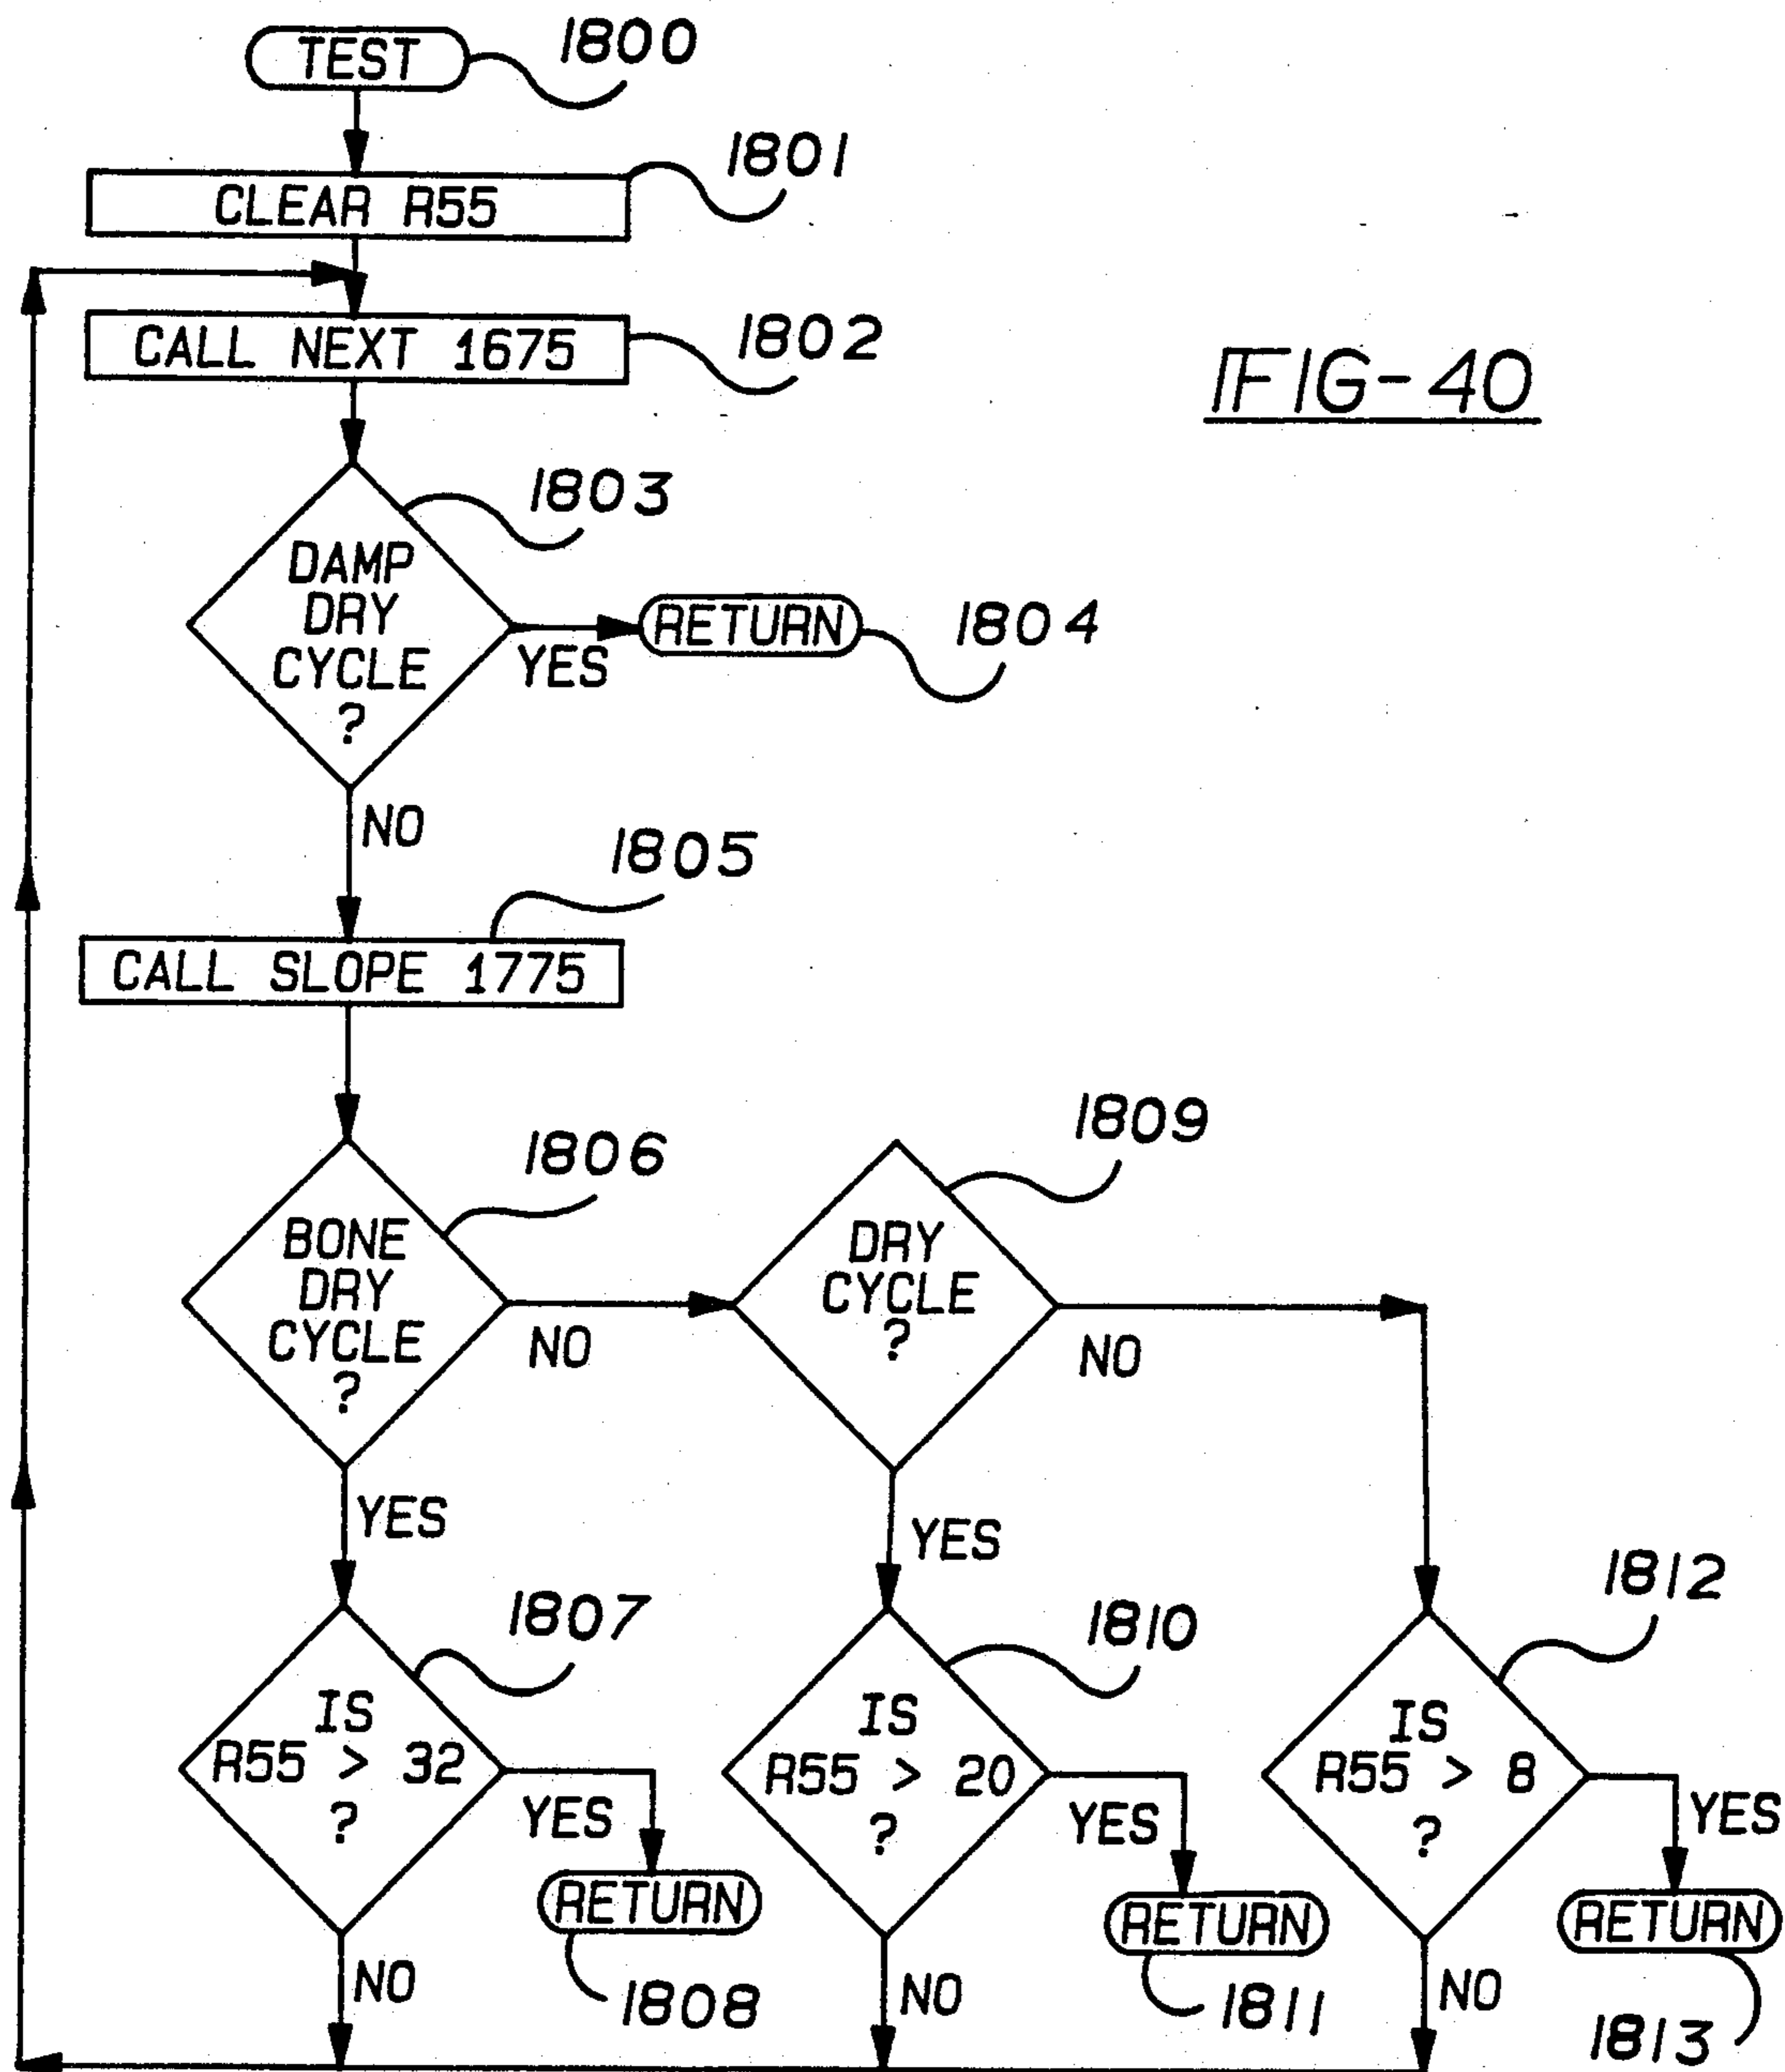 TEST
1800
CLEAR R55
1801
CALL NEXT 1675
1802
FIG-40
DAMP
DRY
CYCLE
?
1803
YES
RETURN
1804
NO
CALL SLOPE 1775
1805
BONE
DRY
CYCLE
?
1806
NO
DRY
CYCLE
?
1809
NO
YES
YES
IS
R55 > 32
?
1807
YES
RETURN
1808
NO
IS
R55 > 20
?
1810
YES
RETURN
1811
NO
IS
R55 > 8
?
1812
YES
RETURN
1813
NO